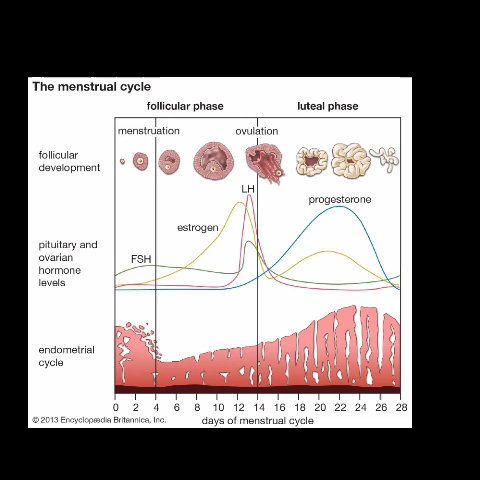 The menstrual cycle
follicular phase
luteal phase
menstruation
ovulation
follicular
development
LH
progesterone
estrogen
pituitary and
ovarian
hormone
levels
FSH
endometrial
cycle
0 2 4 6 8 10 12 14 16 18 20 22 24 26 28
© 2013 Encyclopædia Britannica, Inc.
days of menstrual cycle